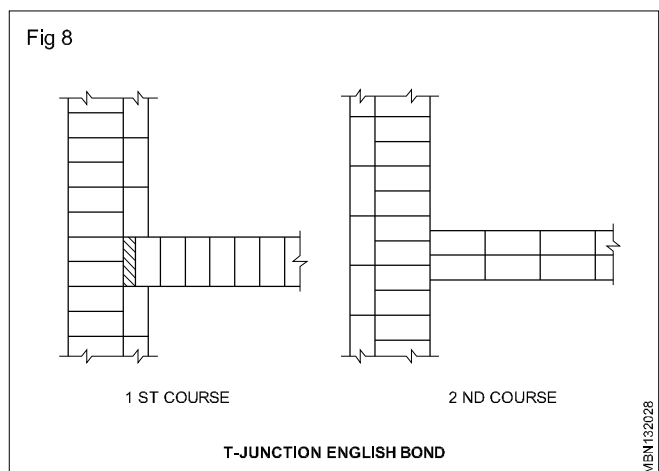 Fig 8
1 ST COURSE
2 ND COURSE
T-JUNCTION ENGLISH BOND
MBN132028